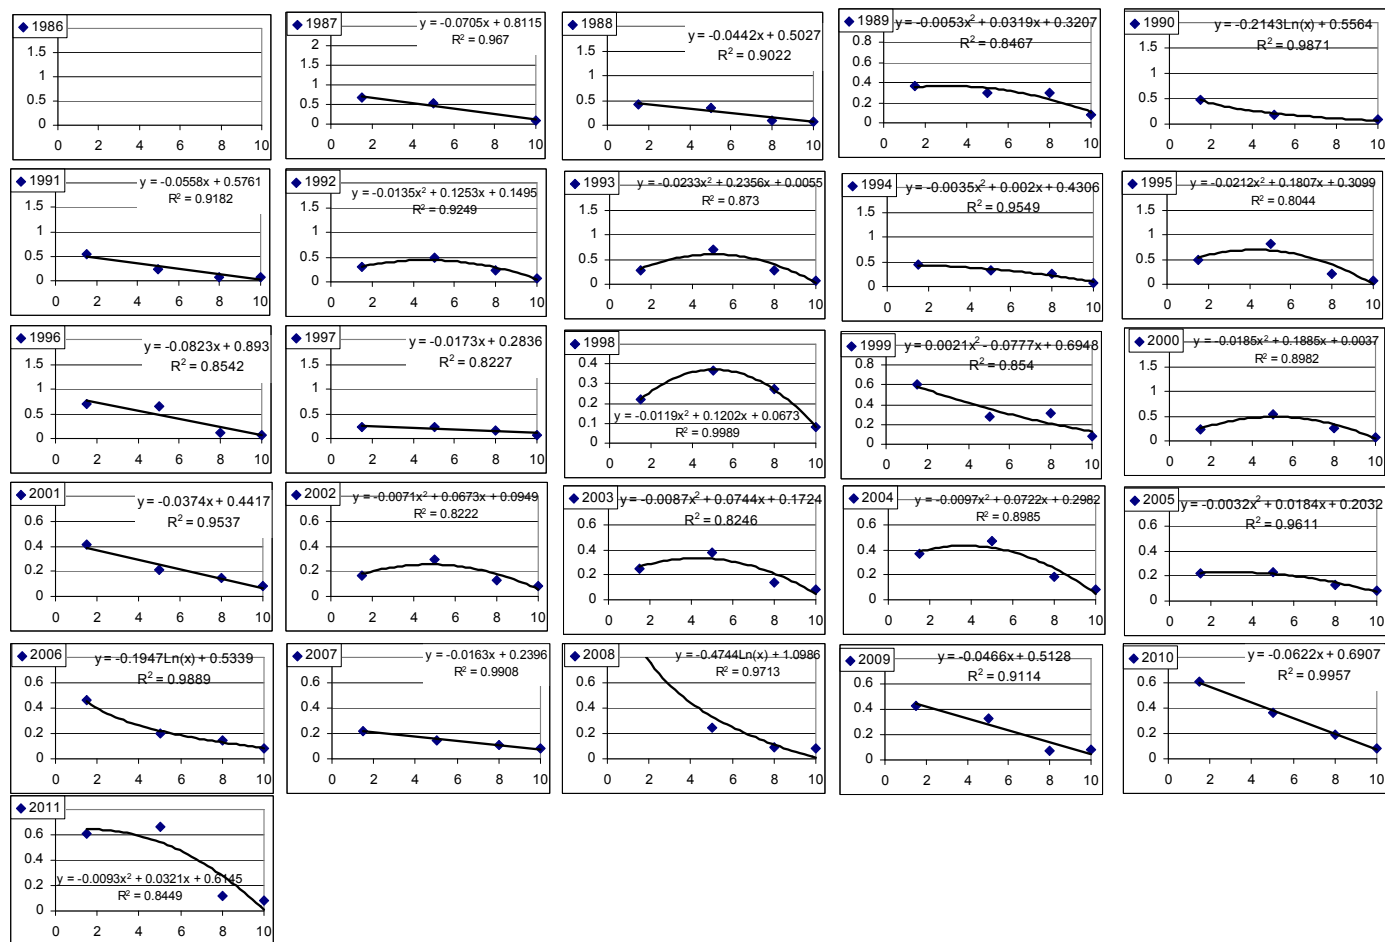 1986
1.5
1
0.5
0
0 2 4 6 8 10
1987
y = -0.0705x + 0.8115
R² = 0.967
2
1.5
1
0.5
0
0 2 4 6 8 10
1988
y = -0.0442x + 0.5027
R² = 0.9022
1.5
1
0.5
0
0 2 4 6 8 10
1989
y = -0.0053x² + 0.0319x + 0.3207
R² = 0.8467
0.8
0.6
0.4
0.2
0
0 2 4 6 8 10
1990
y = -0.2143Ln(x) + 0.5564
R² = 0.9871
1.5
1
0.5
0
0 2 4 6 8 10
1991
y = -0.0558x + 0.5761
R² = 0.9182
1.5
1
0.5
0
0 2 4 6 8 10
1992
y = -0.0135x² + 0.1253x + 0.1495
R² = 0.9249
1.5
1
0.5
0
0 2 4 6 8 10
1993
y = -0.0233x² + 0.2356x + 0.0055
R² = 0.873
1.5
1
0.5
0
0 2 4 6 8 10
1994
y = -0.0035x² + 0.002x + 0.4306
R² = 0.9549
1.5
1
0.5
0
0 2 4 6 8 10
1995
y = -0.0212x² + 0.1807x + 0.3099
R² = 0.8044
1.5
1
0.5
0
0 2 4 6 8 10
1996
y = -0.0823x + 0.893
R² = 0.8542
1.5
1
0.5
0
0 2 4 6 8 10
1997
y = -0.0173x + 0.2836
R² = 0.8227
1.5
1
0.5
0
0 2 4 6 8 10
1998
0.4
0.3
0.2
y = -0.0119x² + 0.1202x + 0.0673
R² = 0.9989
0.1
0
0 2 4 6 8 10
1999
y = 0.0021x² - 0.0777x + 0.6948
R² = 0.854
0.6
0.4
0.2
0
0 2 4 6 8 10
2000
y = -0.0185x² + 0.1885x + 0.0037
R² = 0.8982
1.5
1
0.5
0
0 2 4 6 8 10
2001
y = -0.0374x + 0.4417
R² = 0.9537
0.6
0.4
0.2
0
0 2 4 6 8 10
2002
y = -0.0071x² + 0.0673x + 0.0949
R² = 0.8222
0.6
0.4
0.2
0
0 2 4 6 8 10
2003
y = -0.0087x² + 0.0744x + 0.1724
R² = 0.8246
0.6
0.4
0.2
0
0 2 4 6 8 10
2004
y = -0.0097x² + 0.0722x + 0.2982
R² = 0.8985
0.6
0.4
0.2
0
0 2 4 6 8 10
2005
y = -0.0032x² + 0.0184x + 0.2032
R² = 0.9611
0.6
0.4
0.2
0
0 2 4 6 8 10
2006
y = -0.1947Ln(x) + 0.5339
R² = 0.9889
0.6
0.4
0.2
0
0 2 4 6 8 10
2007
y = -0.0163x + 0.2396
R² = 0.9908
0.6
0.4
0.2
0
0 2 4 6 8 10
2008
y = -0.4744Ln(x) + 1.0986
R² = 0.9713
0.6
0.4
0.2
0
0 2 4 6 8 10
2009
y = -0.0466x + 0.5128
R² = 0.9114
0.6
0.4
0.2
0
0 2 4 6 8 10
2010
y = -0.0622x + 0.6907
R² = 0.9957
0.6
0.4
0.2
0
0 2 4 6 8 10
2011
0.6
0.4
y = -0.0093x² + 0.0321x + 0.6145
R² = 0.8449
0.2
0
0 2 4 6 8 10